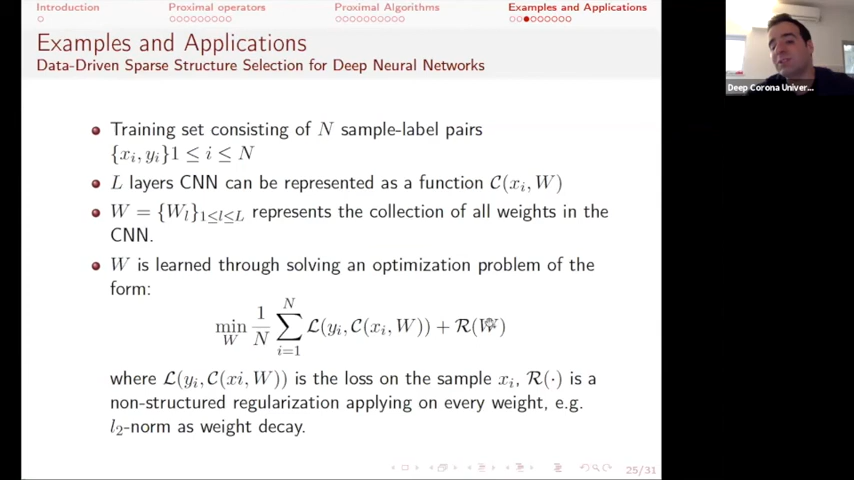 Introduction Proximal operators Proximal Algorithms Examples and Applications
Examples and Applications
Data-Driven Sparse Structure Selection for Deep Neural Networks
Training set consisting of N sample-label pairs
{x_i, y_i}1 ≤ i ≤ N
L layers CNN can be represented as a function C(x_i, W)
W = {W_l}_{1≤l≤L} represents the collection of all weights in the
CNN.
W is learned through solving an optimization problem of the
form:
min_W 1/N ∑_{i=1}^{N} L(y_i, C(x_i, W)) + R(W)
where L(y_i, C(xi, W)) is the loss on the sample x_i, R(·) is a
non-structured regularization applying on every weight, e.g.
l_2-norm as weight decay.
25/31
Deep Corona Univer...